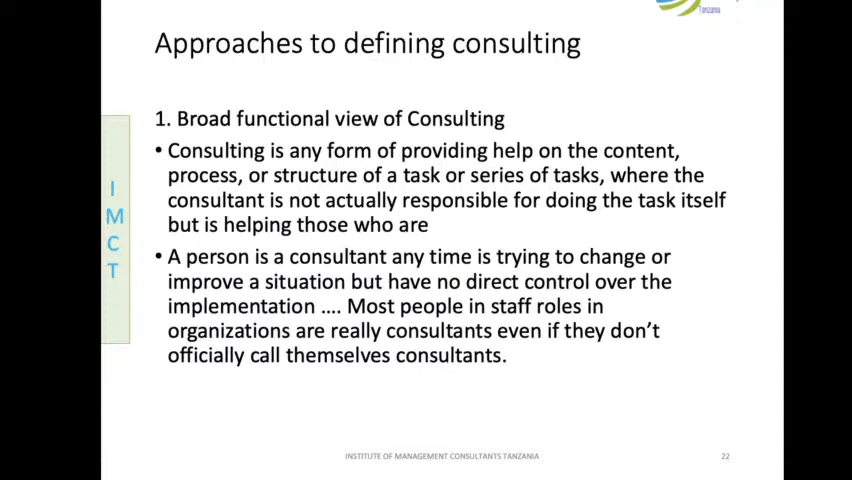 Tanzania
Approaches to defining consulting
1. Broad functional view of Consulting
• Consulting is any form of providing help on the content,
process, or structure of a task or series of tasks, where the
consultant is not actually responsible for doing the task itself
but is helping those who are
• A person is a consultant any time is trying to change or
improve a situation but have no direct control over the
implementation .... Most people in staff roles in
organizations are really consultants even if they don’t
officially call themselves consultants.
I
M
C
T
INSTITUTE OF MANAGEMENT CONSULTANTS TANZANIA
22